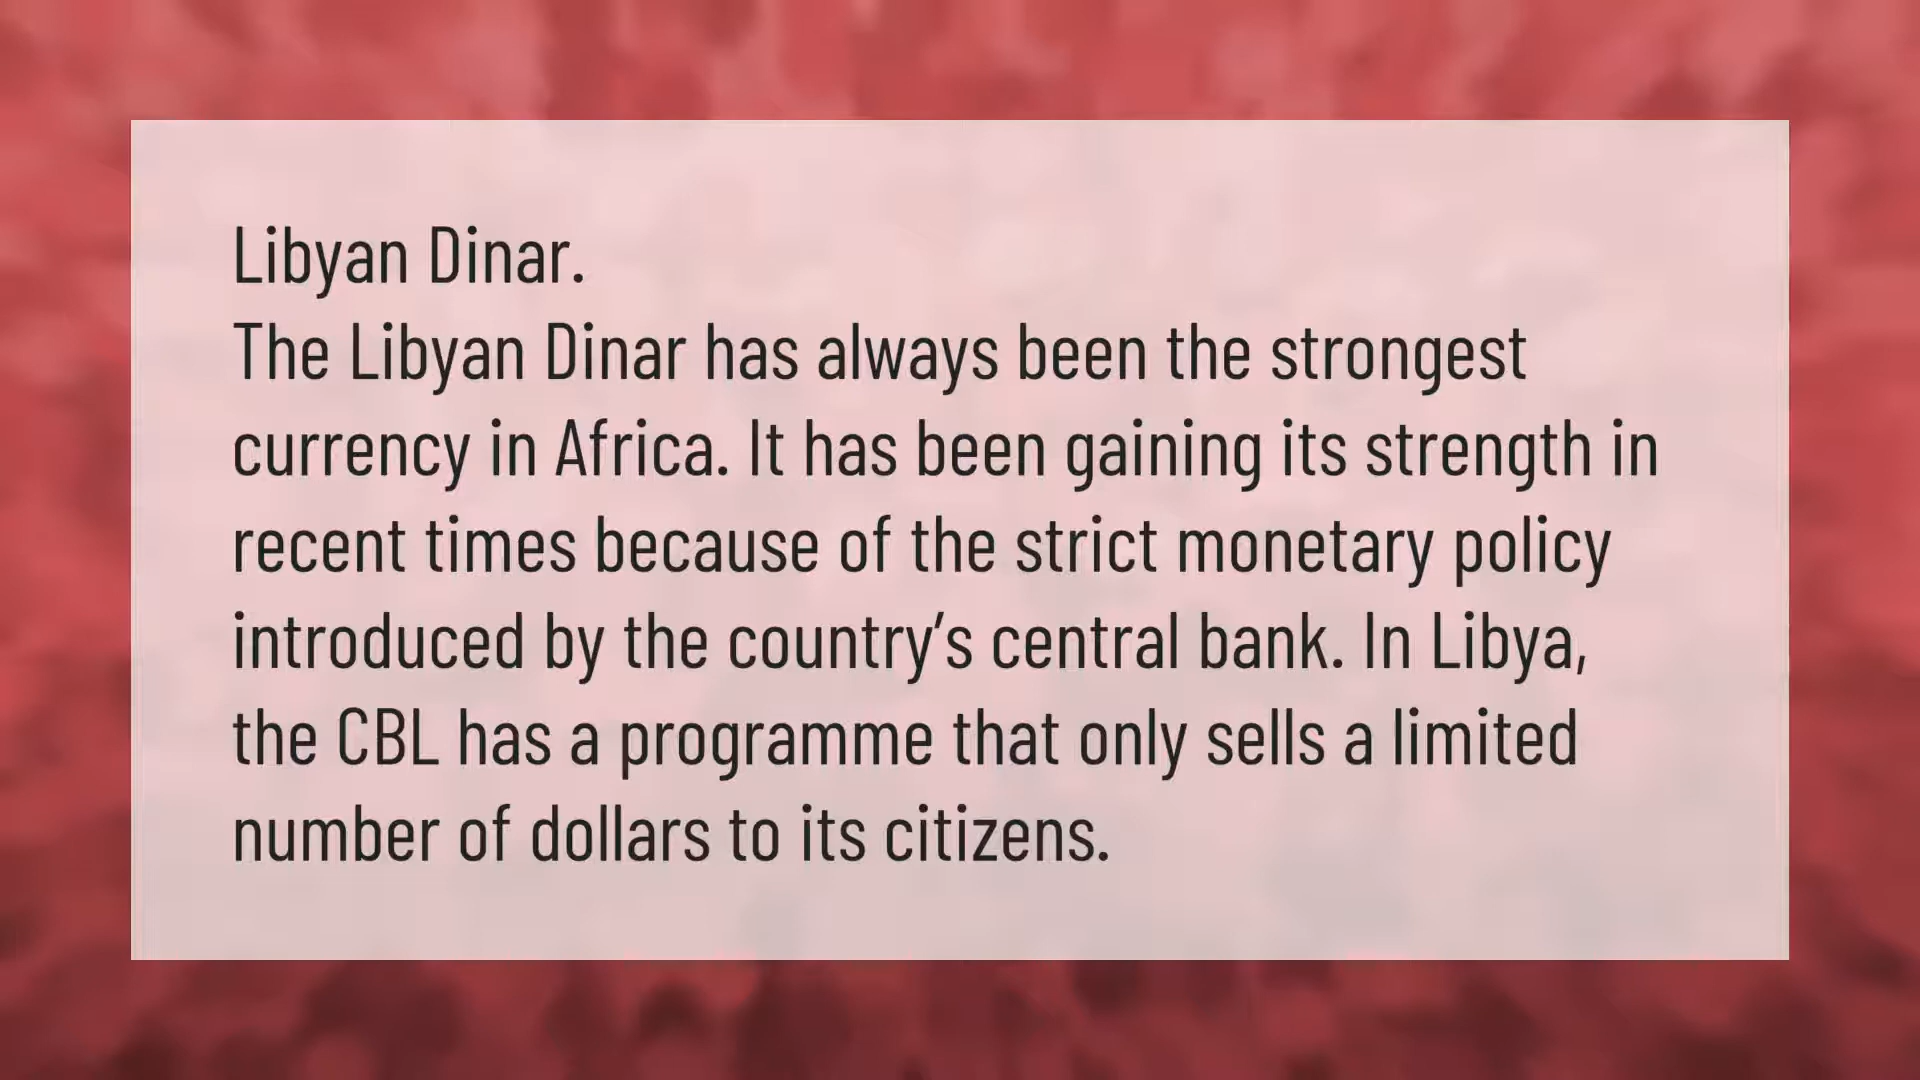 Libyan Dinar.
The Libyan Dinar has always been the strongest
currency in Africa. It has been gaining its strength in
recent times because of the strict monetary policy
introduced by the country’s central bank. In Libya,
the CBL has a programme that only sells a limited
number of dollars to its citizens.